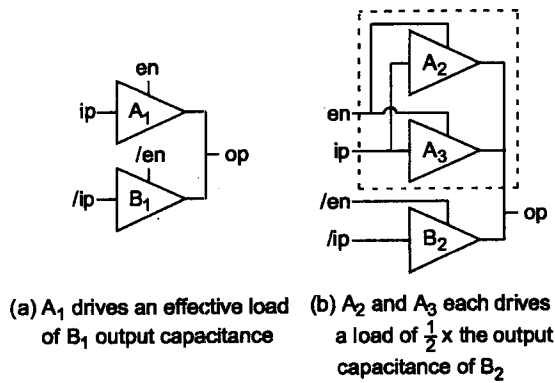 en
ip
A₁
/en
op
/ip
B₁
(a) A₁ drives an effective load
of B₁ output capacitance
A₂
en
ip
A₃
/en
op
/ip
B₂
(b) A₂ and A₃ each drives
a load of ½ x the output
capacitance of B₂